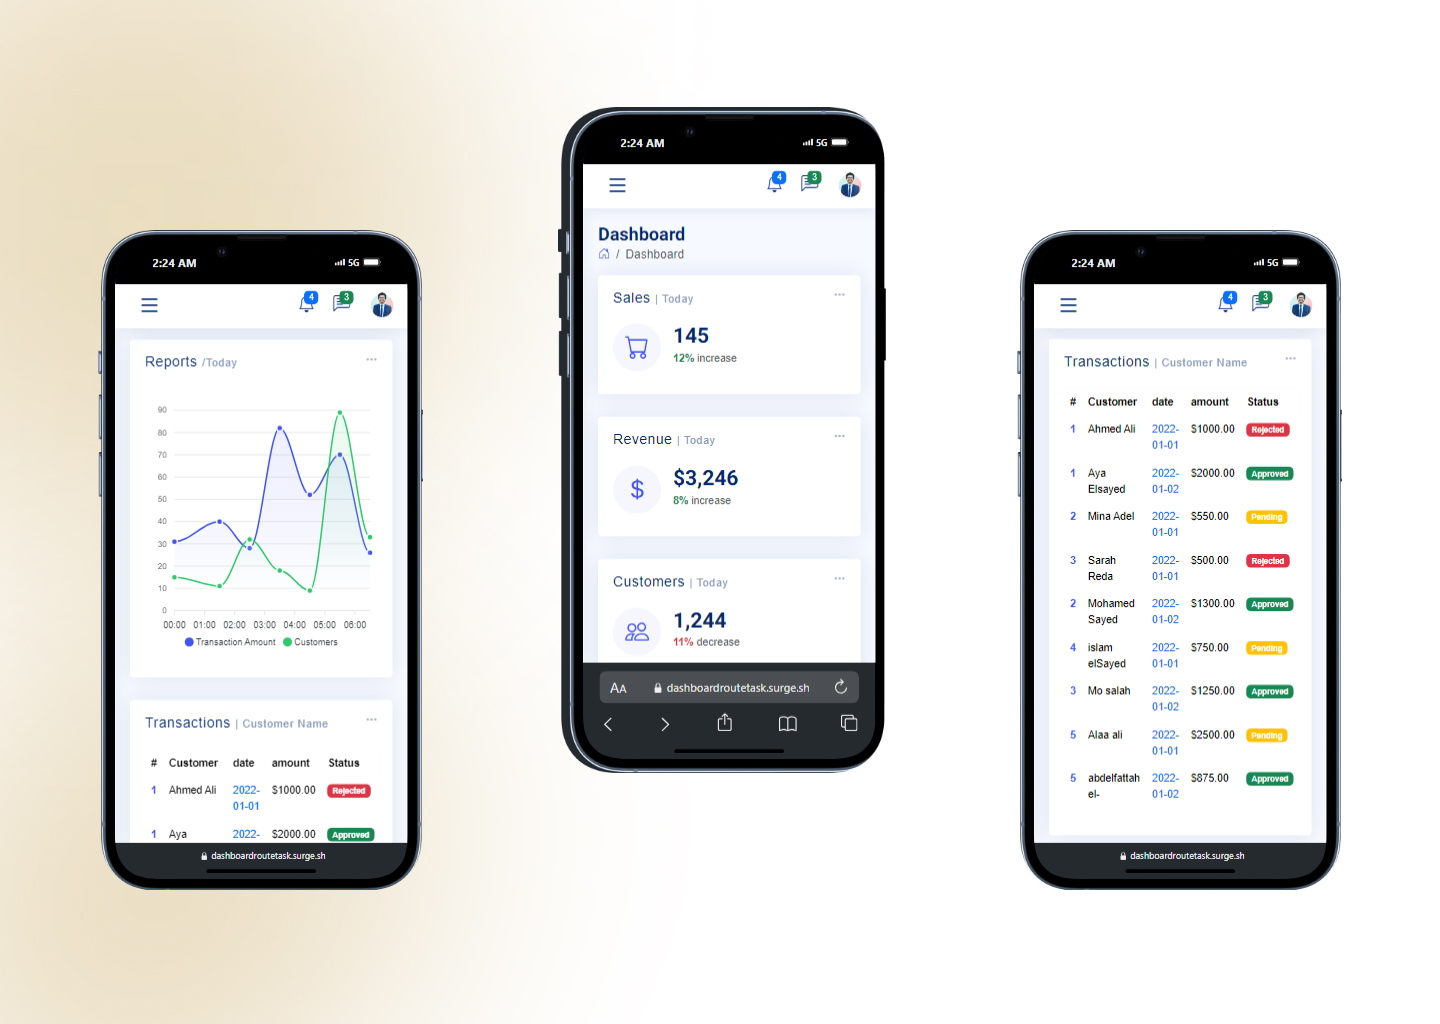 2:24 AM
5G
4
3
Reports /Today
90
80
70
60
50
40
30
20
10
0
00:00 01:00 02:00 03:00 04:00 05:00 06:00
Transaction Amount Customers
Transactions | Customer Name
# Customer date amount Status
1 Ahmed Ali 2022-01-01 $1000.00 Rejected
1 Aya 2022- $2000.00 Approved
dashboardroutetask.surge.sh
2:24 AM
5G
4
3
Dashboard
/ Dashboard
Sales | Today
145
12% increase
Revenue | Today
$
$3,246
8% increase
Customers | Today
1,244
11% decrease
AA dashboardroutetask.surge.sh
2:24 AM
5G
4
3
Transactions | Customer Name
# Customer date amount Status
1 Ahmed Ali 2022- $1000.00 Rejected
01-01
1 Aya 2022- $2000.00 Approved
Elsayed 01-02
2 Mina Adel 2022- $550.00 Pending
01-01
3 Sarah 2022- $500.00 Rejected
Reda 01-01
2 Mohamed 2022- $1300.00 Approved
Sayed 01-02
4 islam 2022- $750.00 Pending
elSayed 01-01
3 Mo salah 2022- $1250.00 Approved
01-02
5 Alaa ali 2022- $2500.00 Pending
01-01
5 abdelfattah 2022- $875.00 Approved
el- 01-02
dashboardroutetask.surge.sh